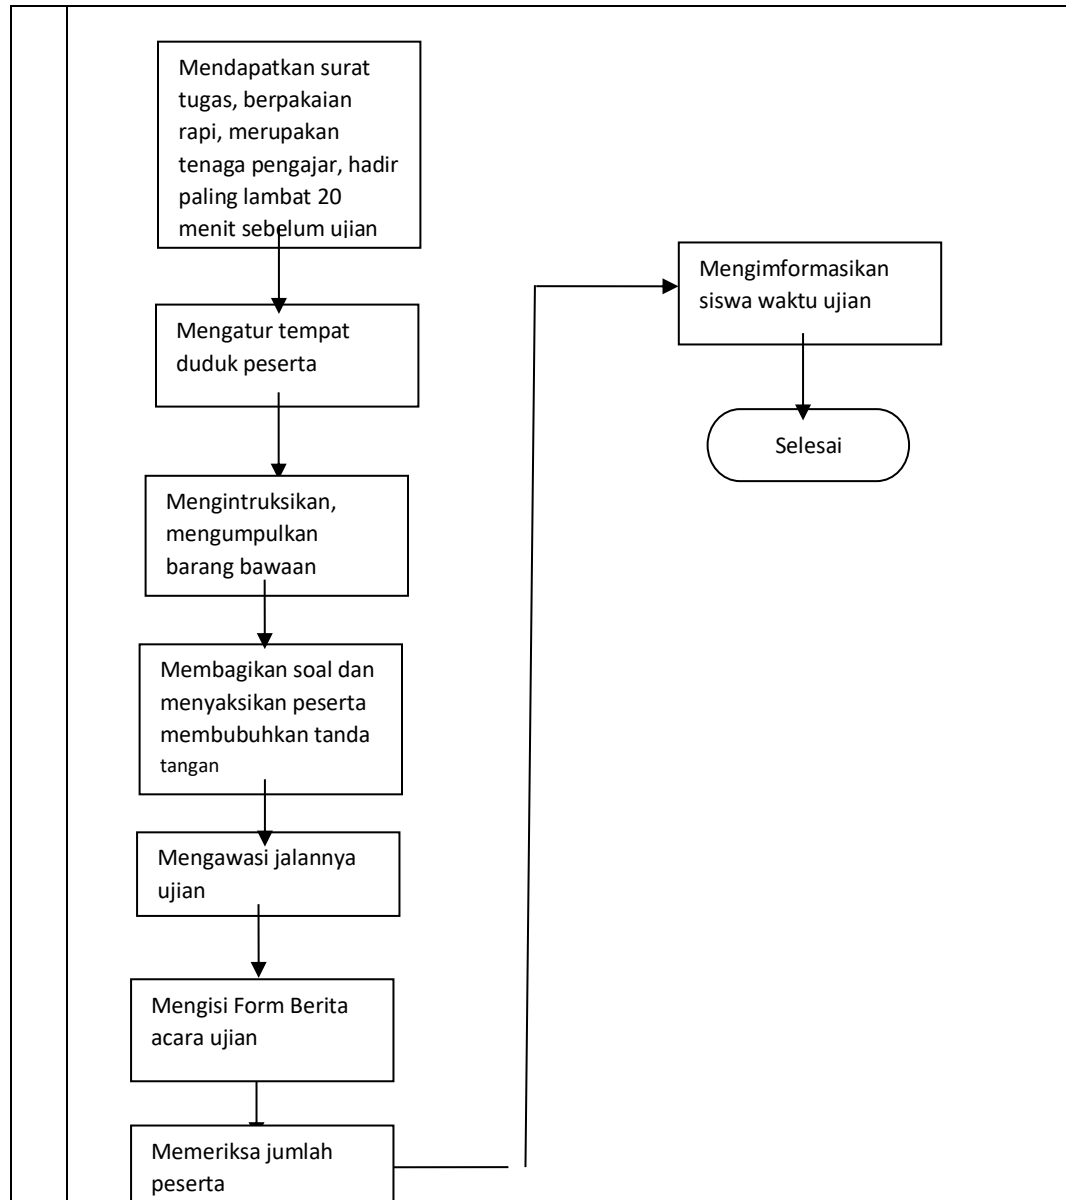 Mendapatkan surat
tugas, berpakaian
rapi, merupakan
tenaga pengajar, hadir
paling lambat 20
menit sebelum ujian
Mengatur tempat
duduk peserta
Mengintruksikan,
mengumpulkan
barang bawaan
Membagikan soal dan
menyaksikan peserta
membubuhkan tanda
tangan
Mengawasi jalannya
ujian
Mengisi Form Berita
acara ujian
Memeriksa jumlah
peserta
Mengimformasikan
siswa waktu ujian
Selesai